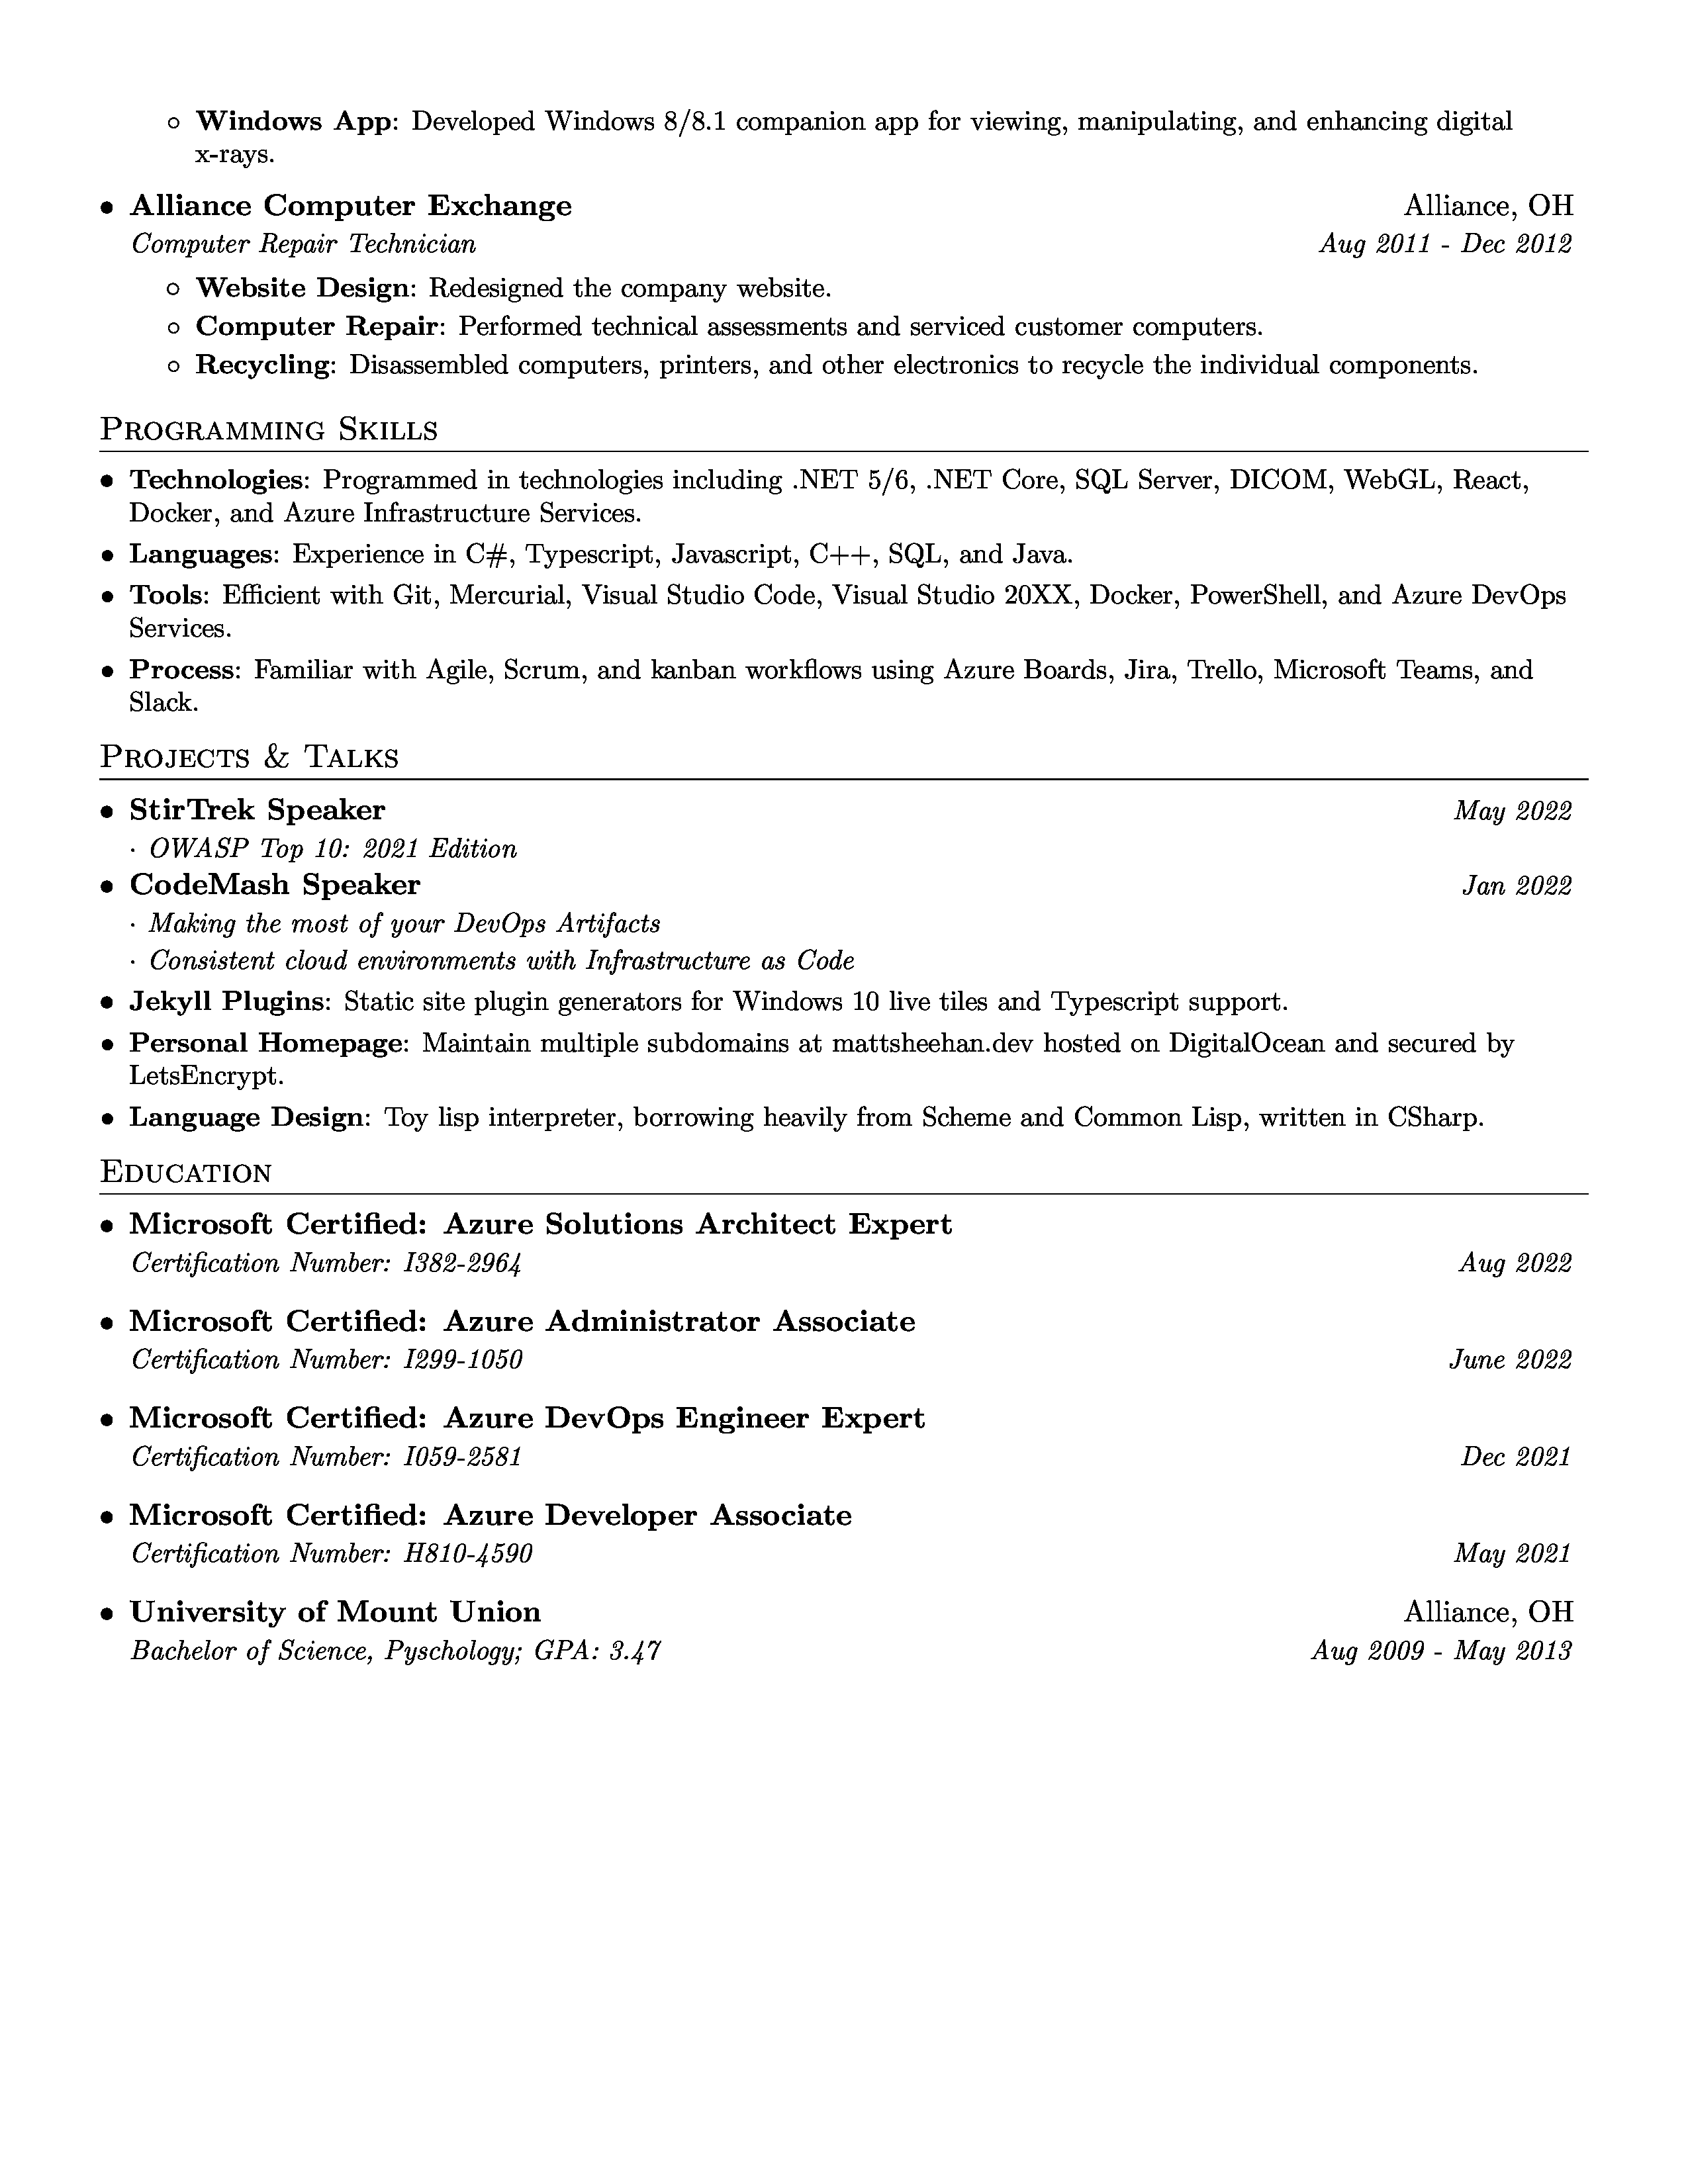 ◦ Windows App: Developed Windows 8/8.1 companion app for viewing, manipulating, and enhancing digital
x-rays.
• Alliance Computer Exchange Alliance, OH
Computer Repair Technician Aug 2011 - Dec 2012
◦ Website Design: Redesigned the company website.
◦ Computer Repair: Performed technical assessments and serviced customer computers.
◦ Recycling: Disassembled computers, printers, and other electronics to recycle the individual components.
Programming Skills
• Technologies: Programmed in technologies including .NET 5/6, .NET Core, SQL Server, DICOM, WebGL, React,
Docker, and Azure Infrastructure Services.
• Languages: Experience in C#, Typescript, Javascript, C++, SQL, and Java.
• Tools: Efficient with Git, Mercurial, Visual Studio Code, Visual Studio 20XX, Docker, PowerShell, and Azure DevOps
Services.
• Process: Familiar with Agile, Scrum, and kanban workflows using Azure Boards, Jira, Trello, Microsoft Teams, and
Slack.
Projects & Talks
• StirTrek Speaker May 2022
· OWASP Top 10: 2021 Edition
• CodeMash Speaker Jan 2022
· Making the most of your DevOps Artifacts
· Consistent cloud environments with Infrastructure as Code
• Jekyll Plugins: Static site plugin generators for Windows 10 live tiles and Typescript support.
• Personal Homepage: Maintain multiple subdomains at mattsheehan.dev hosted on DigitalOcean and secured by
LetsEncrypt.
• Language Design: Toy lisp interpreter, borrowing heavily from Scheme and Common Lisp, written in CSharp.
Education
• Microsoft Certified: Azure Solutions Architect Expert
Certification Number: I382-2964 Aug 2022
• Microsoft Certified: Azure Administrator Associate
Certification Number: I299-1050 June 2022
• Microsoft Certified: Azure DevOps Engineer Expert
Certification Number: I059-2581 Dec 2021
• Microsoft Certified: Azure Developer Associate
Certification Number: H810-4590 May 2021
• University of Mount Union Alliance, OH
Bachelor of Science, Pyschology; GPA: 3.47 Aug 2009 - May 2013